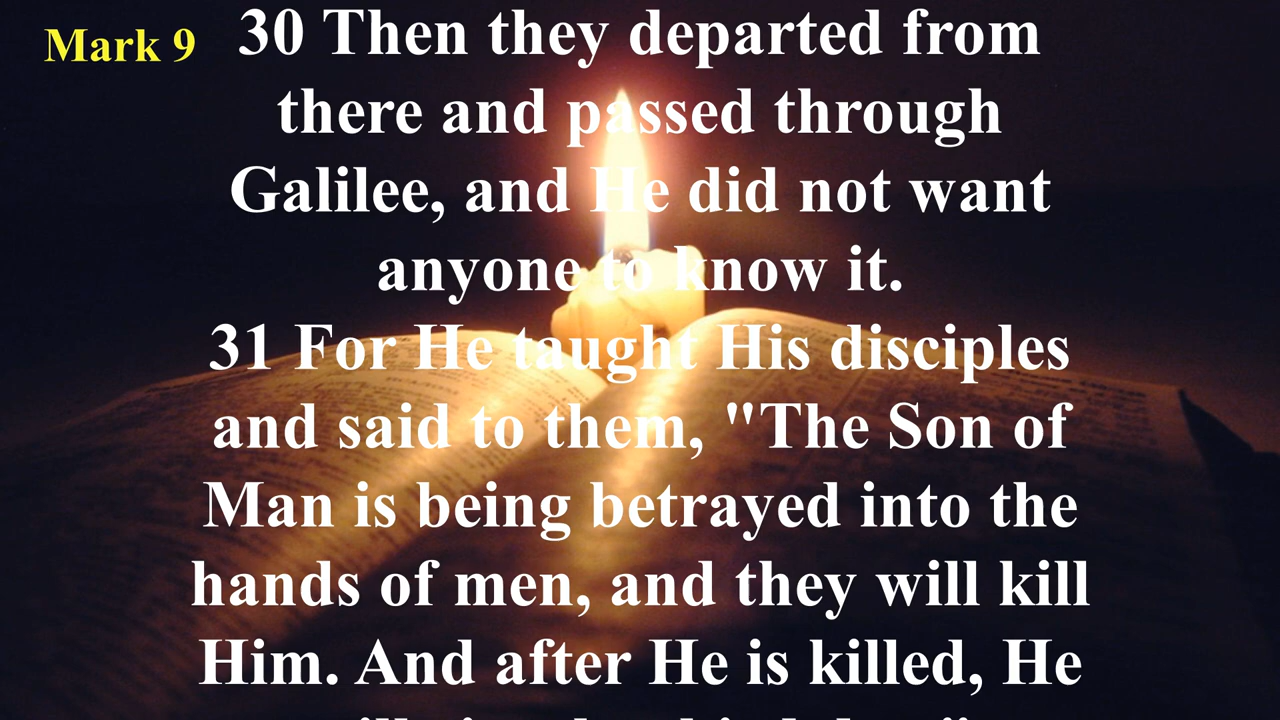 Mark 9
30 Then they departed from
there and passed through
Galilee, and He did not want
anyone to know it.
31 For He taught His disciples
and said to them, "The Son of
Man is being betrayed into the
hands of men, and they will kill
Him. And after He is killed, He